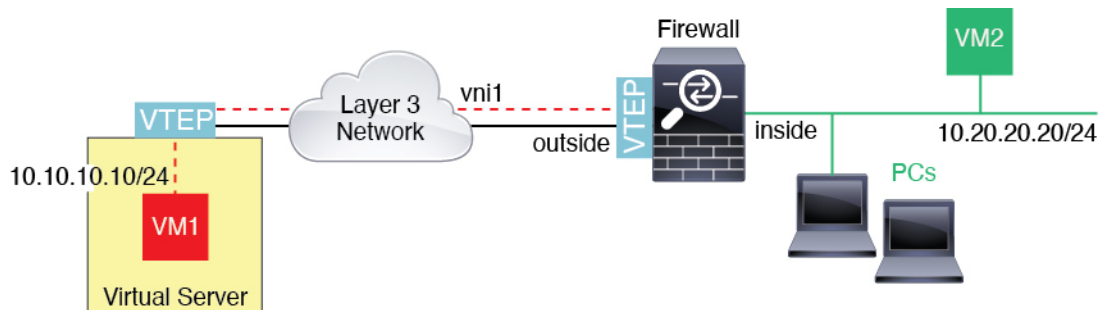 Firewall
VM2
Layer 3
Network
vni1
VTEP
VTEP
outside
inside
10.20.20.20/24
10.10.10.10/24
PCs
VM1
Virtual Server